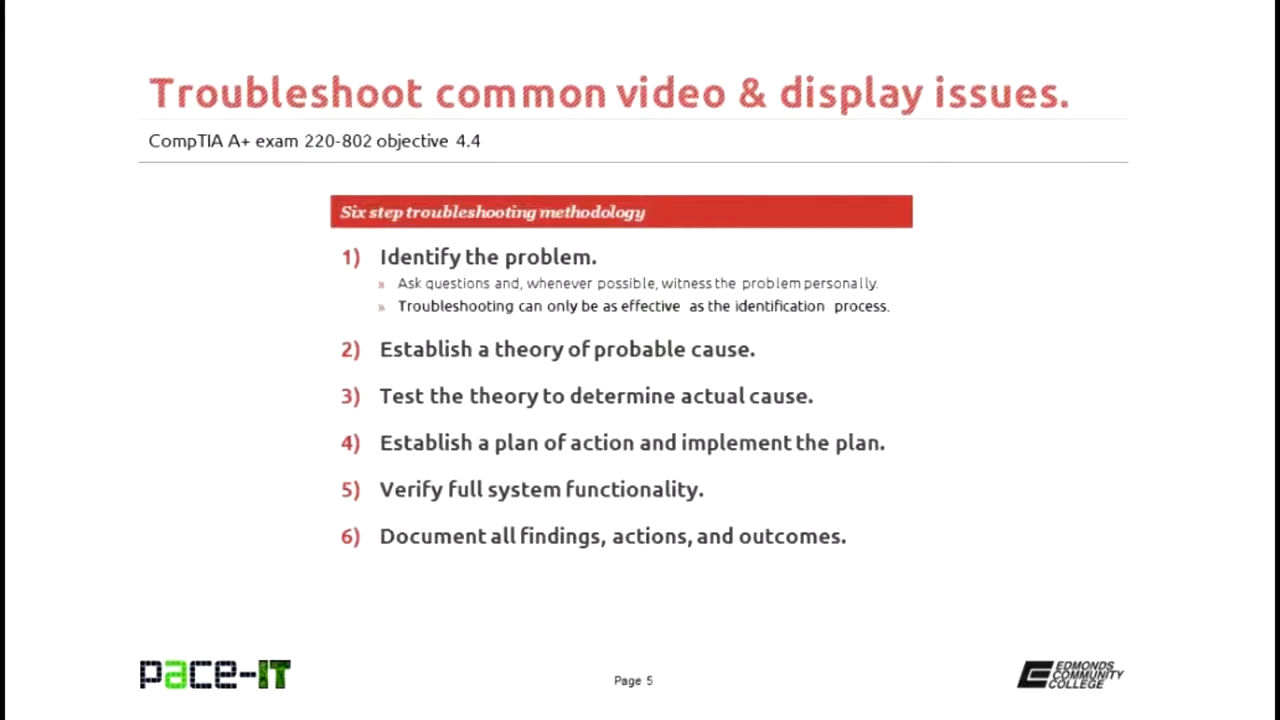 Troubleshoot common video & display issues.
CompTIA A+ exam 220-802 objective 4.4
Six step troubleshooting methodology
1) Identify the problem.
» Ask questions and, whenever possible, witness the problem personally.
» Troubleshooting can only be as effective as the identification process.
2) Establish a theory of probable cause.
3) Test the theory to determine actual cause.
4) Establish a plan of action and implement the plan.
5) Verify full system functionality.
6) Document all findings, actions, and outcomes.
pace-IT
Page 5
EDMONDS
COMMUNITY
COLLEGE